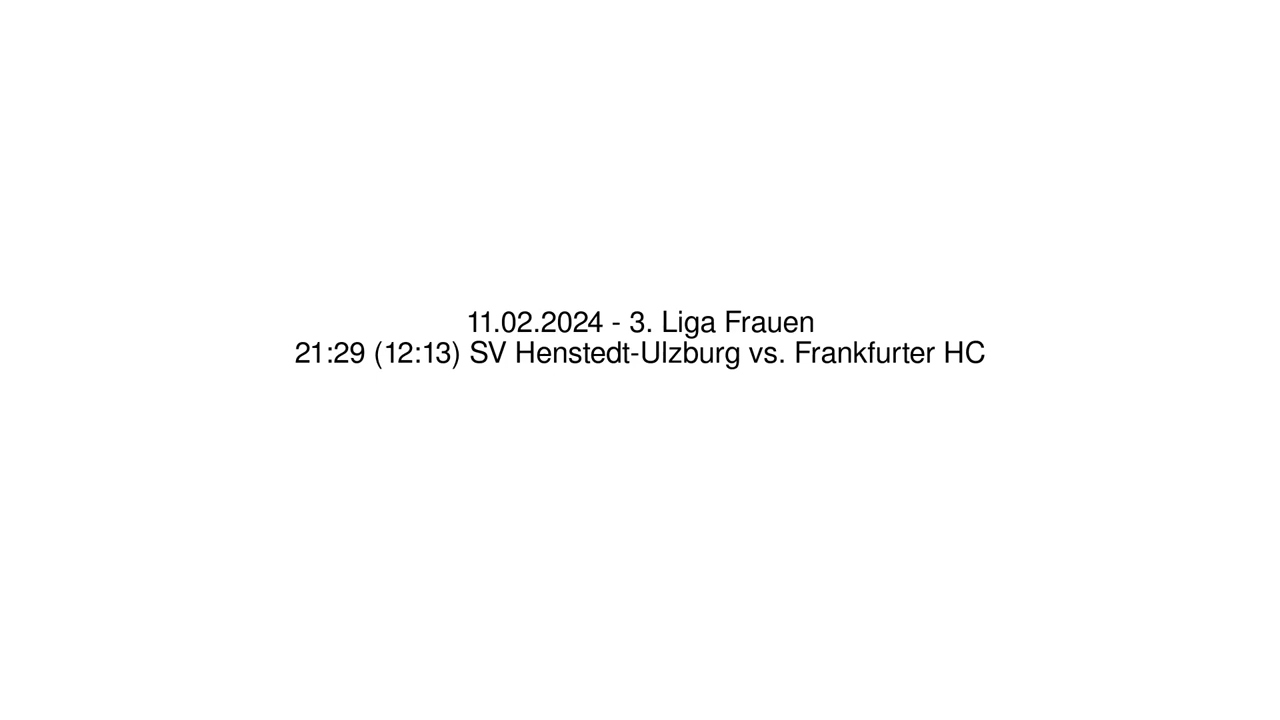 11.02.2024 - 3. Liga Frauen
21:29 (12:13) SV Henstedt-Ulzburg vs. Frankfurter HC